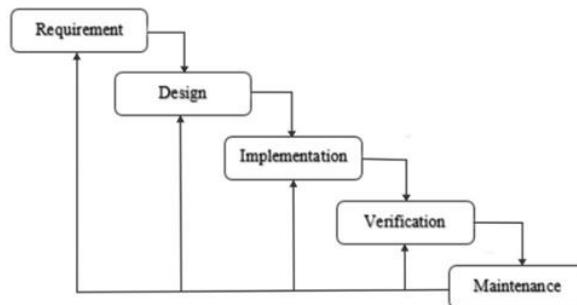 Requirement
Design
Implementation
Verification
Maintenance